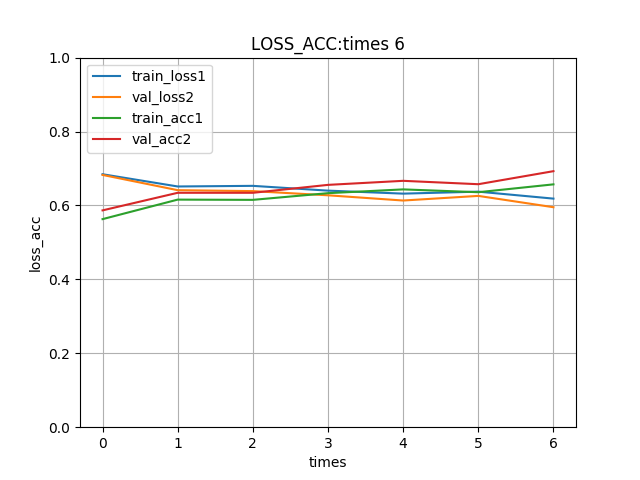 LOSS_ACC:times 6
train_loss1
val_loss2
train_acc1
val_acc2
1.0
0.8
0.6
0.4
0.2
0.0
loss_acc
0 1 2 3 4 5 6
times